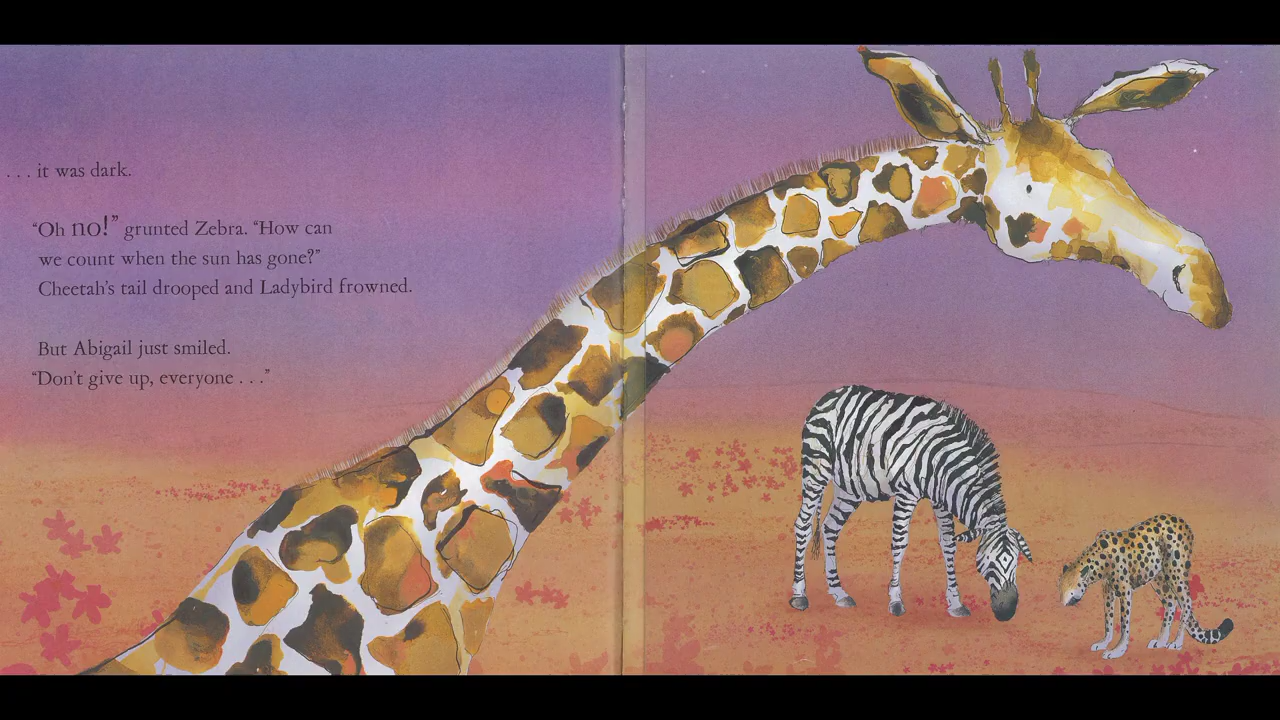 . . . it was dark.
“Oh no!” grunted Zebra. “How can
we count when the sun has gone?”
Cheetah’s tail drooped and Ladybird frowned.
But Abigail just smiled.
“Don’t give up, everyone . . .”